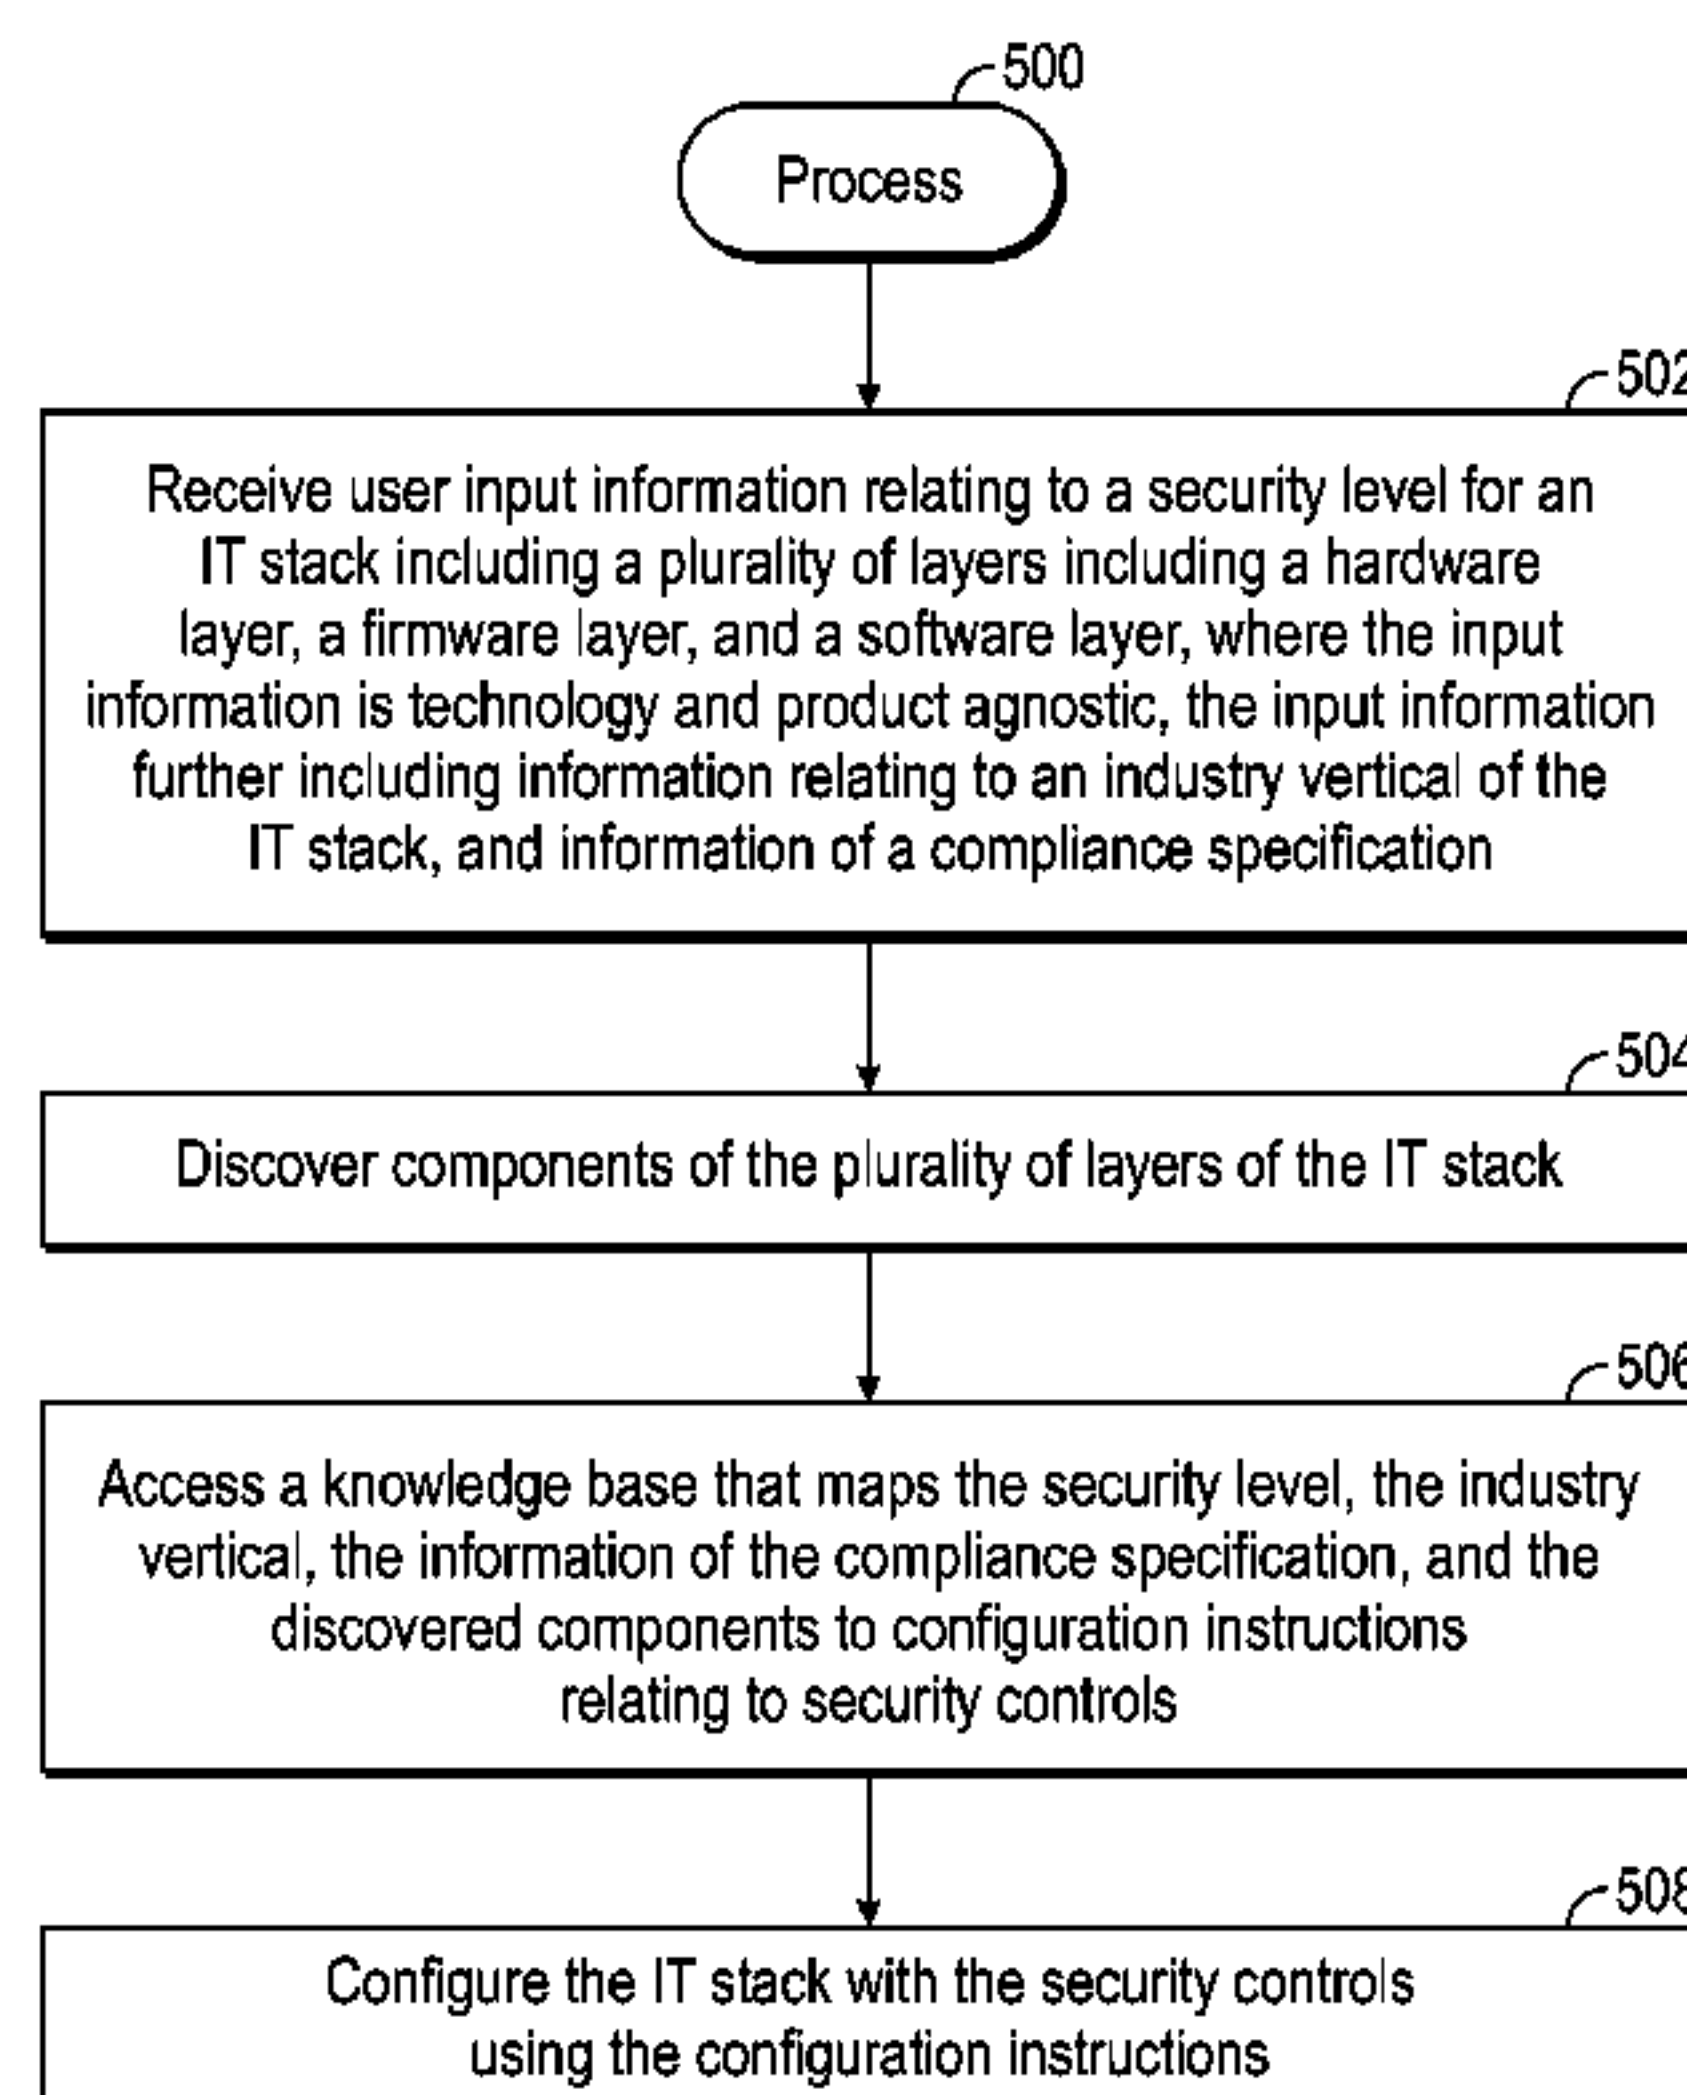 500
Process
502
Receive user input information relating to a security level for an
IT stack including a plurality of layers including a hardware
layer, a firmware layer, and a software layer, where the input
information is technology and product agnostic, the input information
further including information relating to an industry vertical of the
IT stack, and information of a compliance specification
504
Discover components of the plurality of layers of the IT stack
506
Access a knowledge base that maps the security level, the industry
vertical, the information of the compliance specification, and the
discovered components to configuration instructions
relating to security controls
508
Configure the IT stack with the security controls
using the configuration instructions